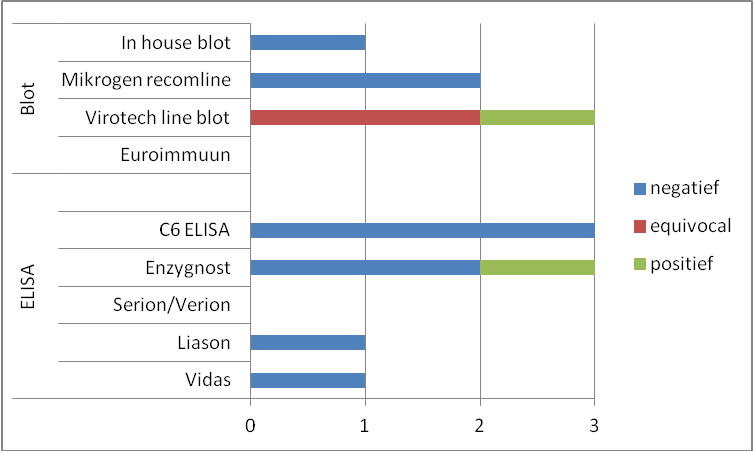 Blot
In house blot
Mikrogen recomline
Virotech line blot
Euroimmuun
ELISA
C6 ELISA
Enzygnost
Serion/Verion
Liason
Vidas
0 1 2 3
negatief
equivocal
positief